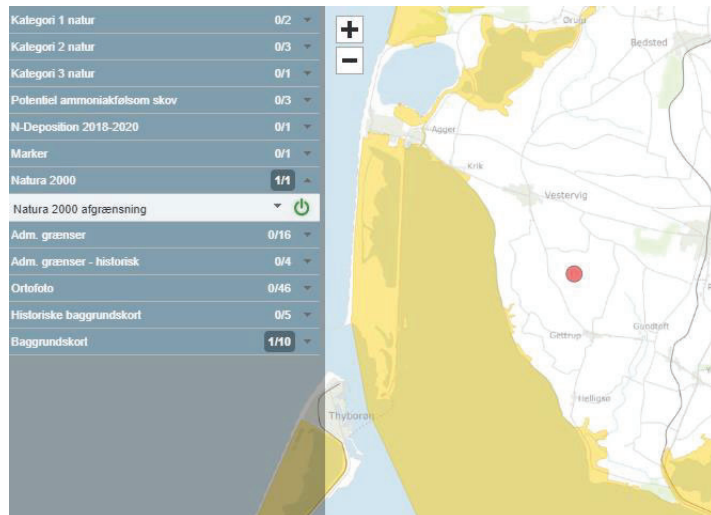 Kategori 1 natur 0/2
Kategori 2 natur 0/3
Kategori 3 natur 0/1
Potentiel ammoniakfølsom skov 0/3
N-Deposition 2018-2020 0/1
Marker 0/1
Natura 2000 1/1
Natura 2000 afgrænsning
Adm. grænser 0/16
Adm. grænser - historisk 0/4
Ortofoto 0/46
Historiske baggrundskort 0/5
Baggrundskort 1/10
+
−
Ørum
Bedsted
Agger
Krik
Vestervig
Gettrup
Gundtoft
Helligsø
Thyborøn